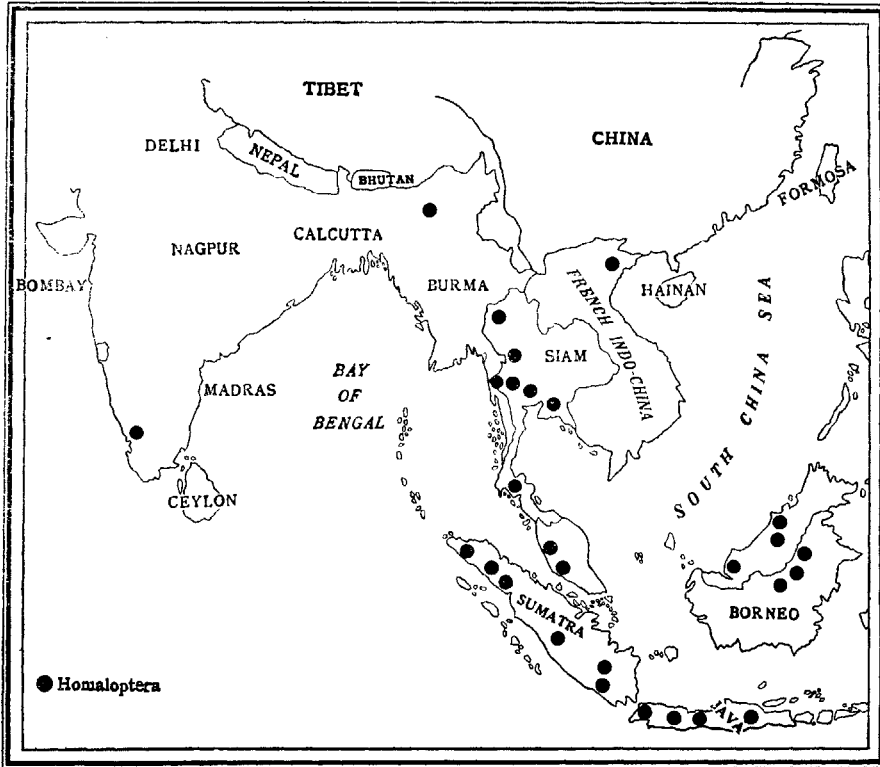 TIBET
CHINA
DELHI
NEPAL
BHUTAN
FORMOSA
NAGPUR
CALCUTTA
BOMBAY
BURMA
FRENCH INDO-CHINA
HAINAN
SIAM
MADRAS
BAY
OF
BENGAL
SOUTH CHINA SEA
CEYLON
SUMATRA
BORNEO
Homaloptera
JAVA